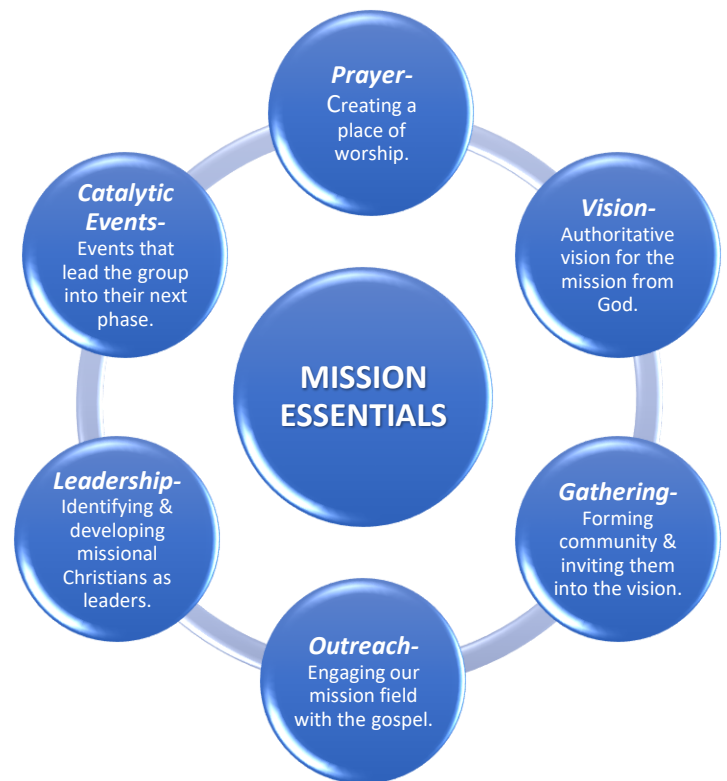 Prayer-
Creating a
place of
worship.
Vision-
Authoritative
vision for the
mission from
God.
Gathering-
Forming
community &
inviting them
into the vision.
Outreach-
Engaging our
mission field
with the gospel.
Leadership-
Identifying &
developing
missional
Christians as
leaders.
Catalytic
Events-
Events that
lead the group
into their next
phase.
MISSION
ESSENTIALS